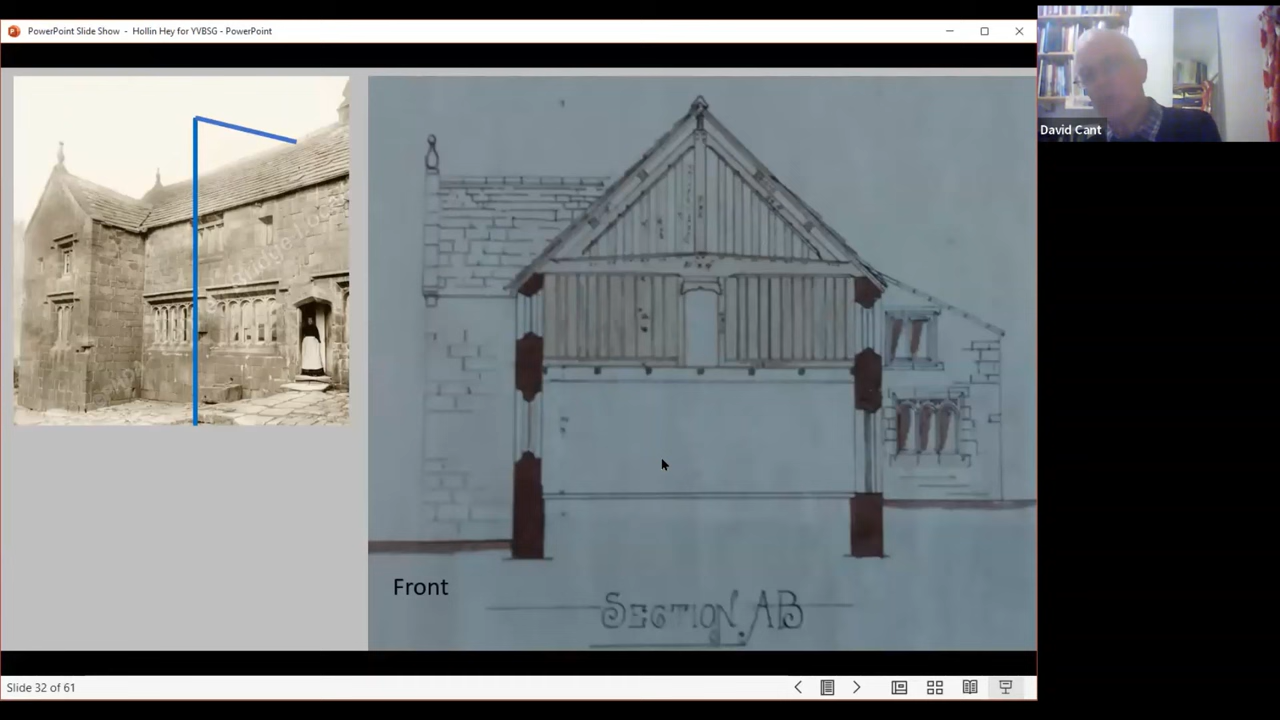 PowerPoint Slide Show - Hollin Hey for YVBSG - PowerPoint
David Cant
Front
SECTION AB
Slide 32 of 61